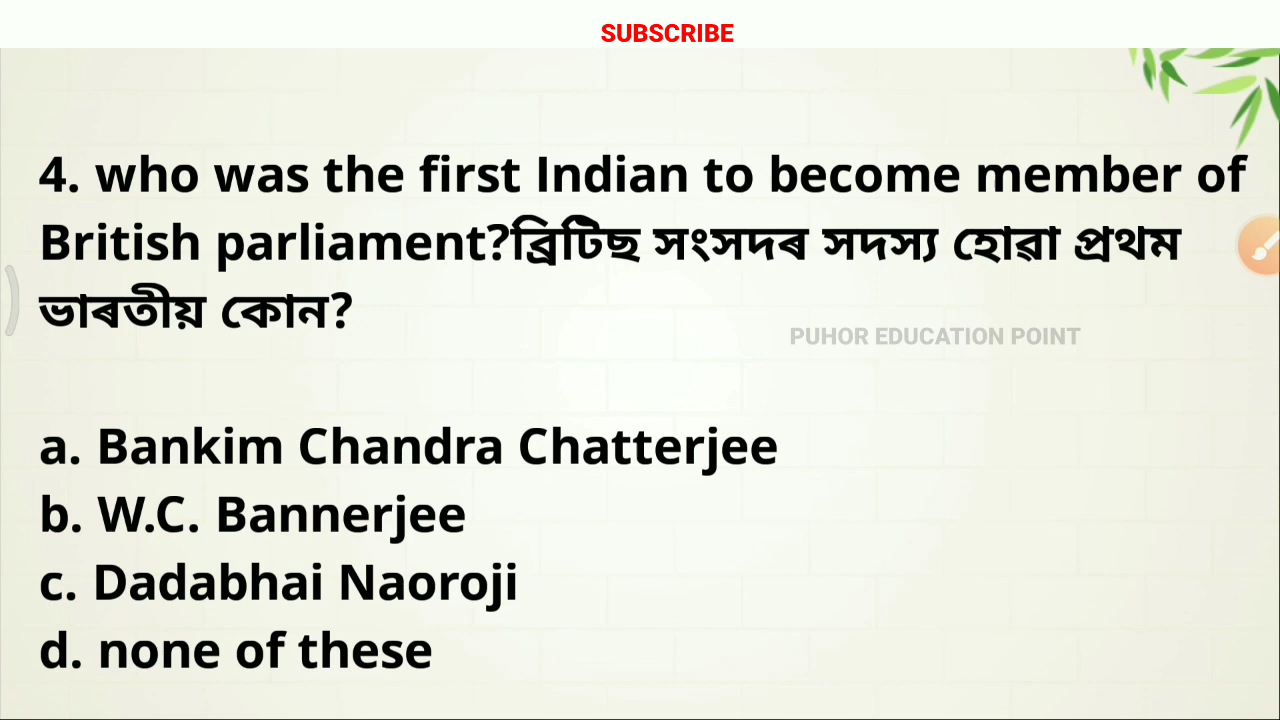 SUBSCRIBE
4. who was the first Indian to become member of
British parliament?ব্ৰিটিছ সংসদৰ সদস্য হোৱা প্ৰথম
ভাৰতীয় কোন?
PUHOR EDUCATION POINT
a. Bankim Chandra Chatterjee
b. W.C. Bannerjee
c. Dadabhai Naoroji
d. none of these